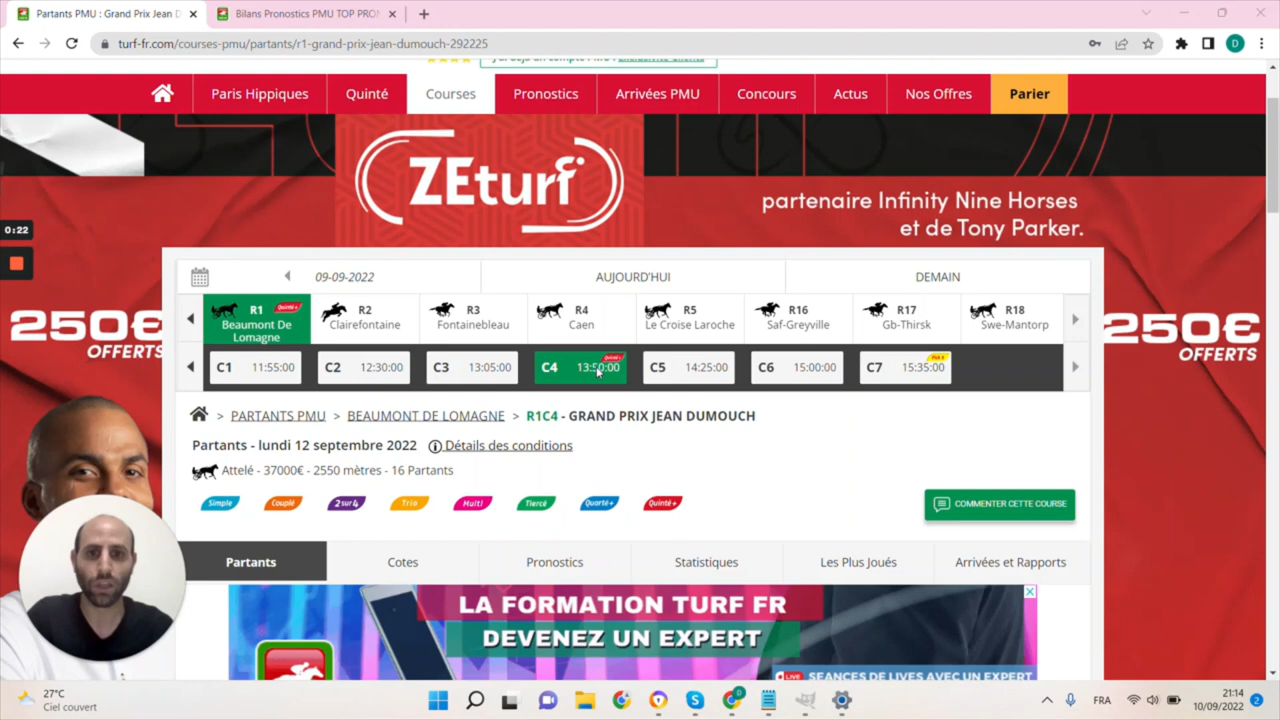 Partants PMU : Grand Prix Jean D
Bilans Pronostics PMU TOP PRO
turf-fr.com/courses-pmu/partants/r1-grand-prix-jean-dumouch-292225
D
Paris Hippiques Quinté Courses Pronostics Arrivées PMU Concours Actus Nos Offres Parier
ZEturf
partenaire Infinity Nine Horses
et de Tony Parker.
0:22
250€
OFFERTS
250€
OFFERTS
09-09-2022 AUJOURD'HUI DEMAIN
R1 Quinté+
Beaumont De
Lomagne
R2
Clairefontaine
R3
Fontainebleau
R4
Caen
R5
Le Croise Laroche
R16
Saf-Greyville
R17
Gb-Thirsk
R18
Swe-Mantorp
C1 11:55:00
C2 12:30:00
C3 13:05:00
C4 13:50:00 Quinté+
C5 14:25:00
C6 15:00:00
C7 15:35:00
> PARTANTS PMU > BEAUMONT DE LOMAGNE > R1C4 - GRAND PRIX JEAN DUMOUCH
Partants - lundi 12 septembre 2022 Détails des conditions
Attelé - 37000€ - 2550 mètres - 16 Partants
Simple Couplé 2sur4 Trio Multi Tiercé Quarté+ Quinté+
COMMENTER CETTE COURSE
Partants Cotes Pronostics Statistiques Les Plus Joués Arrivées et Rapports
LA FORMATION TURF FR
DEVENEZ UN EXPERT
LIVE SEANCES DE LIVES AVEC UN EXPERT
27°C
Ciel couvert
FRA
21:14
10/09/2022
2